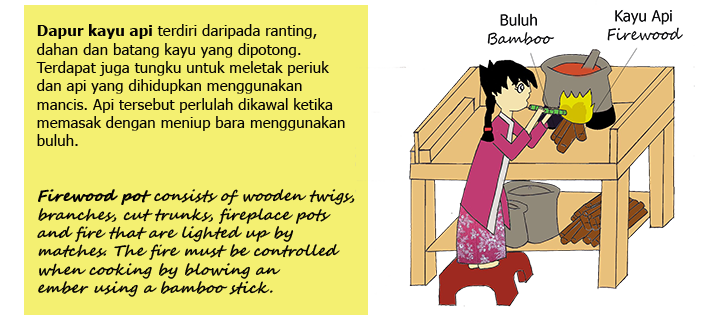 Dapur kayu api terdiri daripada ranting,
dahan dan batang kayu yang dipotong.
Terdapat juga tungku untuk meletak periuk
dan api yang dihidupkan menggunakan
mancis. Api tersebut perlulah dikawal ketika
memasak dengan meniup bara menggunakan
buluh.
Firewood pot consists of wooden twigs,
branches, cut trunks, fireplace pots
and fire that are lighted up by
matches. The fire must be controlled
when cooking by blowing an
ember using a bamboo stick.
Buluh
Bamboo
Kayu Api
Firewood